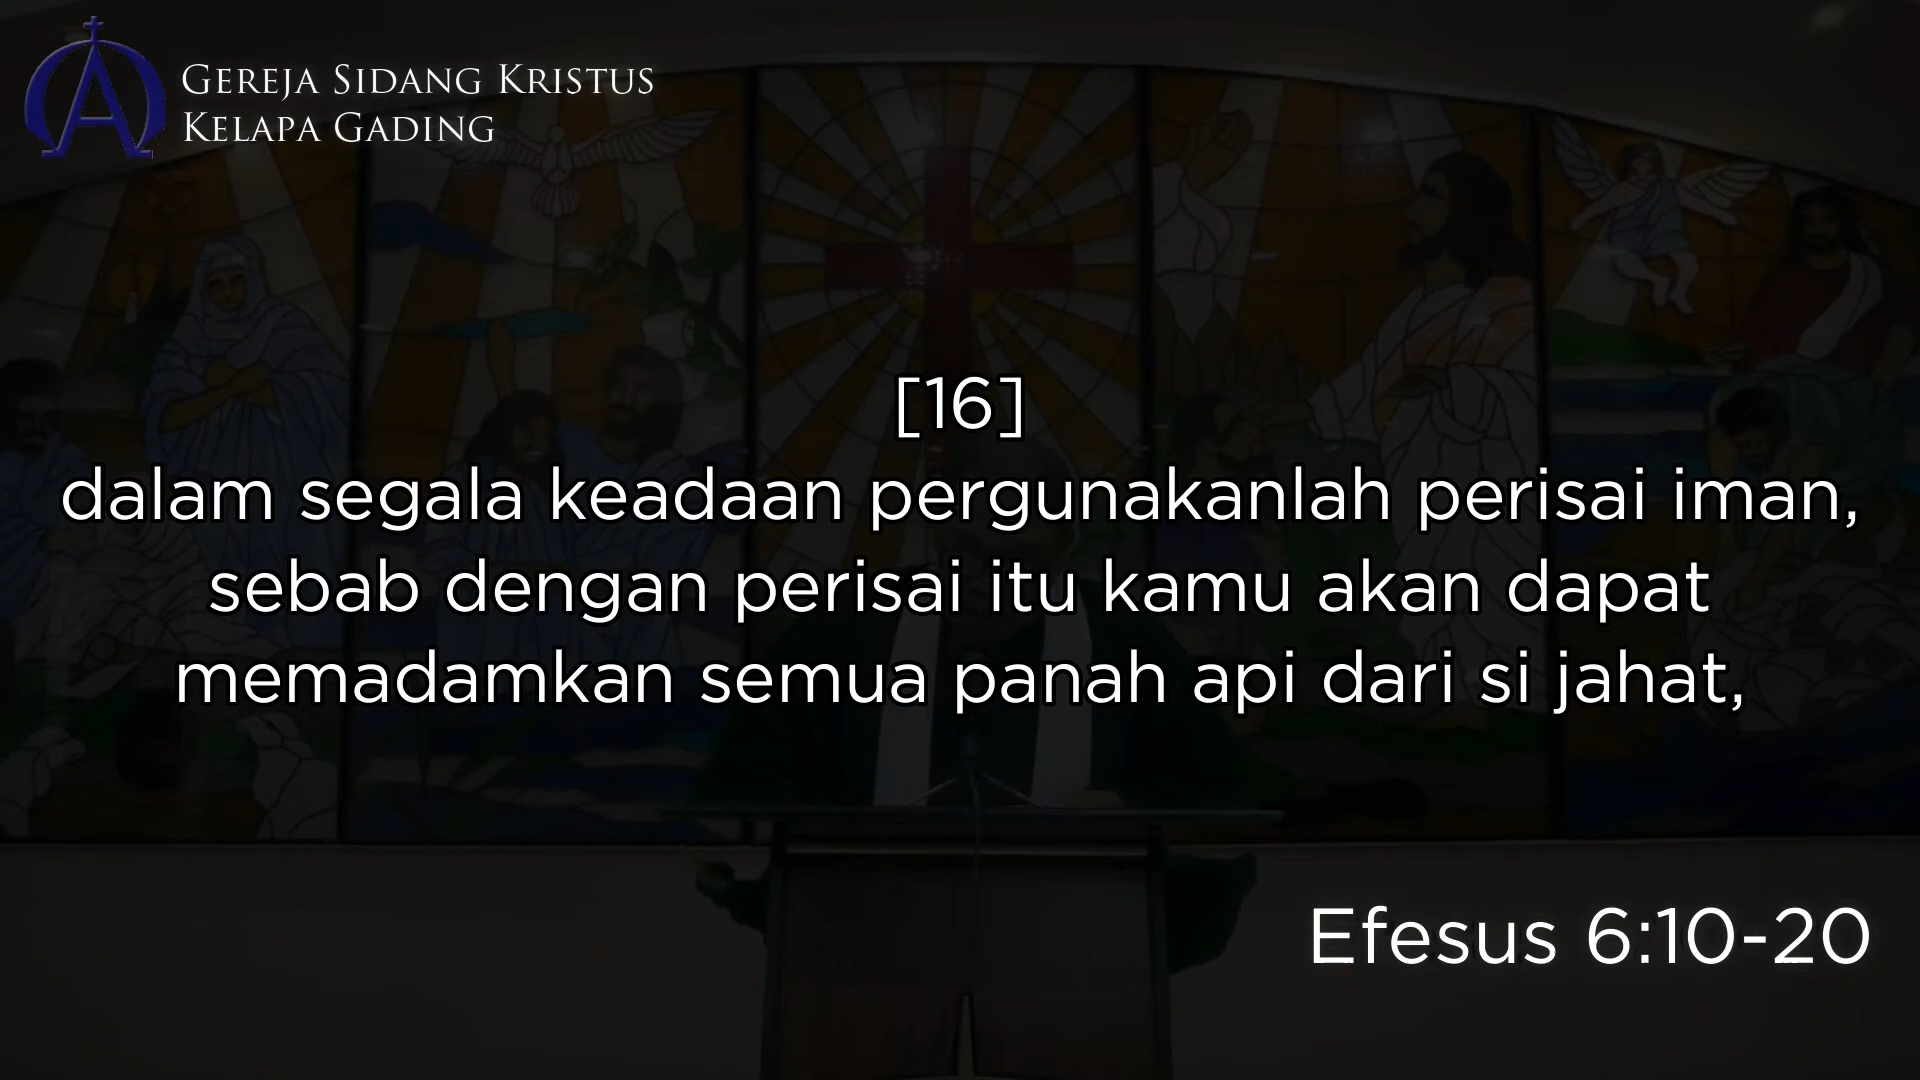 Gereja Sidang Kristus
Kelapa Gading
[16]
dalam segala keadaan pergunakanlah perisai iman,
sebab dengan perisai itu kamu akan dapat
memadamkan semua panah api dari si jahat,
Efesus 6:10-20